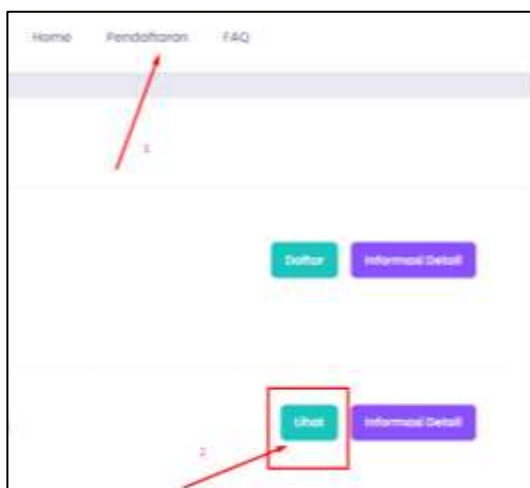 Home Pendaftaran FAQ
1
Daftar Informasi Detail
Lihat Informasi Detail
2